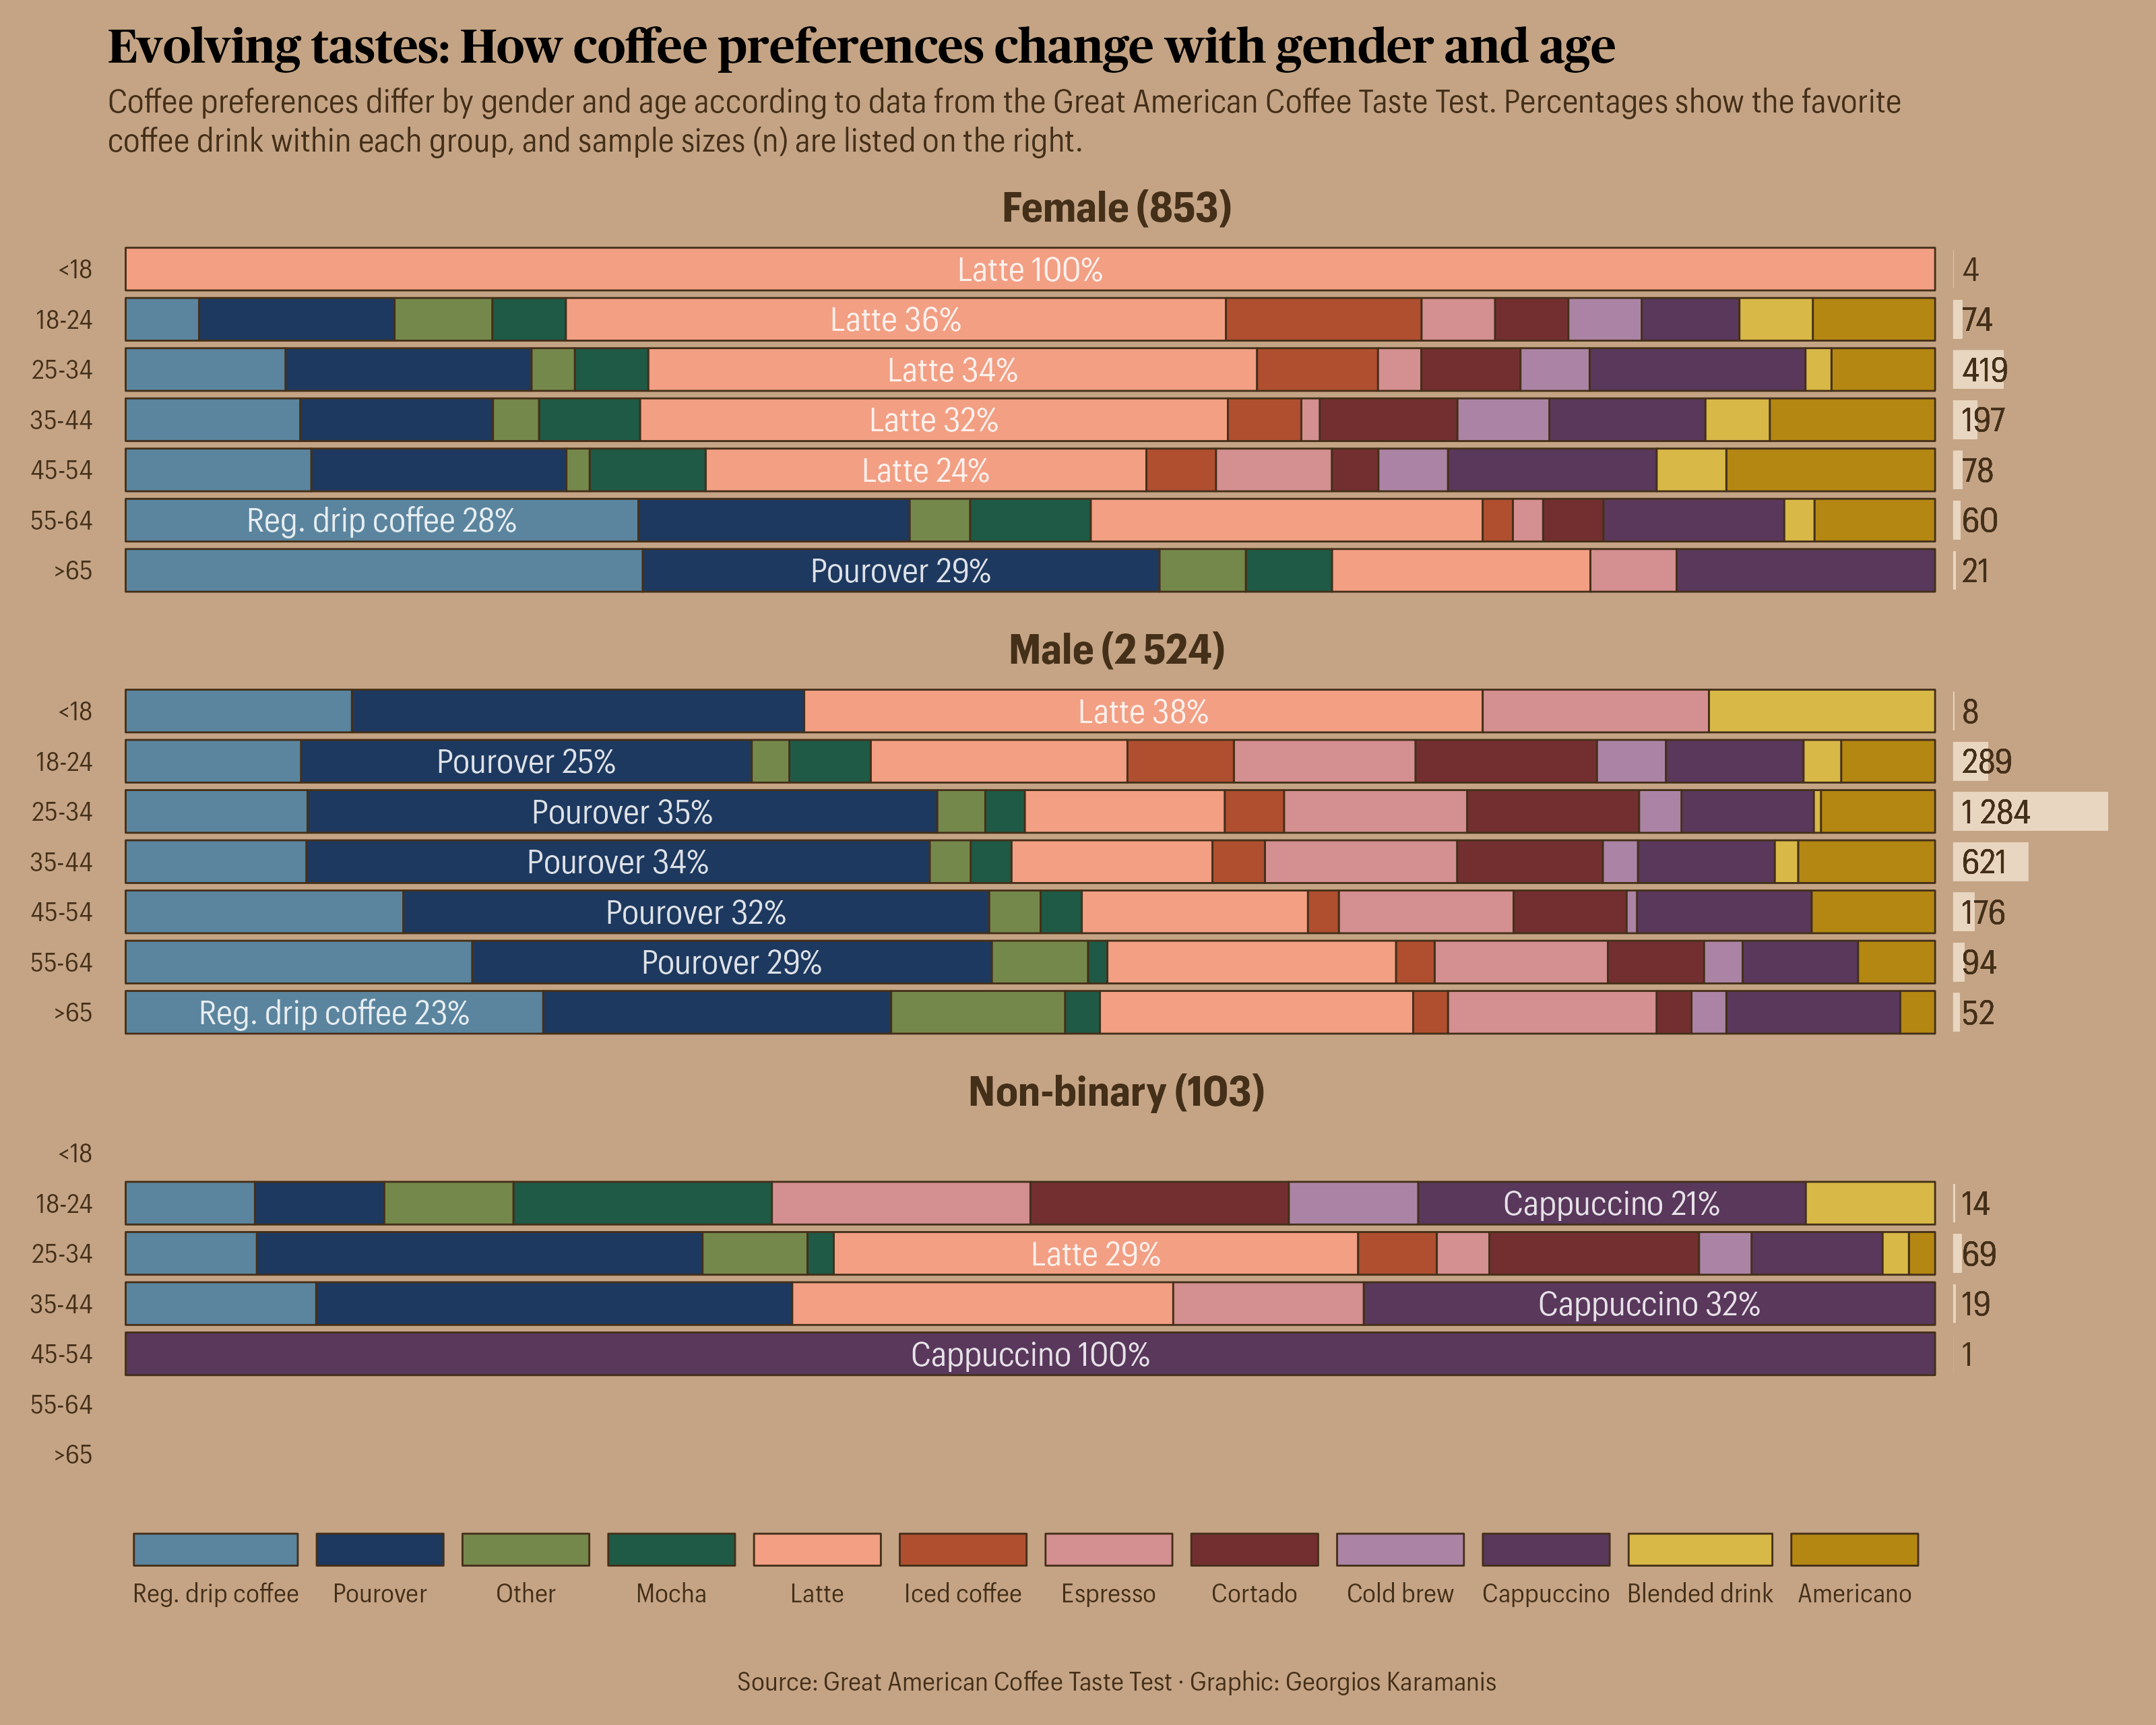 Evolving tastes: How coffee preferences change with gender and age
Coffee preferences differ by gender and age according to data from the Great American Coffee Taste Test. Percentages show the favorite
coffee drink within each group, and sample sizes (n) are listed on the right.
Female (853)
<18 Latte 100% 4
18-24 Latte 36% 74
25-34 Latte 34% 419
35-44 Latte 32% 197
45-54 Latte 24% 78
55-64 Reg. drip coffee 28% 60
>65 Pourover 29% 21
Male (2 524)
<18 Latte 38% 8
18-24 Pourover 25% 289
25-34 Pourover 35% 1 284
35-44 Pourover 34% 621
45-54 Pourover 32% 176
55-64 Pourover 29% 94
>65 Reg. drip coffee 23% 52
Non-binary (103)
<18
18-24 Cappuccino 21% 14
25-34 Latte 29% 69
35-44 Cappuccino 32% 19
45-54 Cappuccino 100% 1
55-64
>65
Reg. drip coffee Pourover Other Mocha Latte Iced coffee Espresso Cortado Cold brew Cappuccino Blended drink Americano
Source: Great American Coffee Taste Test · Graphic: Georgios Karamanis